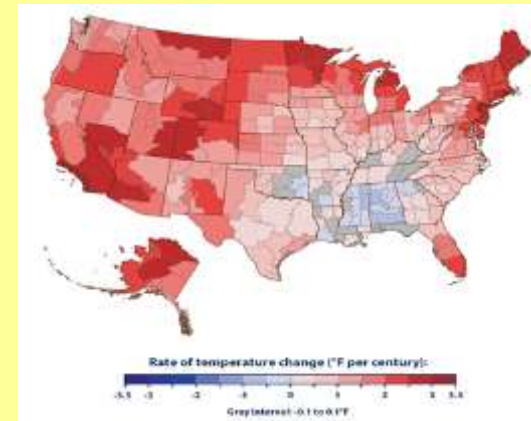 Rate of temperature change (°F per century):
-3.5 -3 -2 -1 0 1 2 3 3.5
Gray interval: -0.1 to 0.1°F